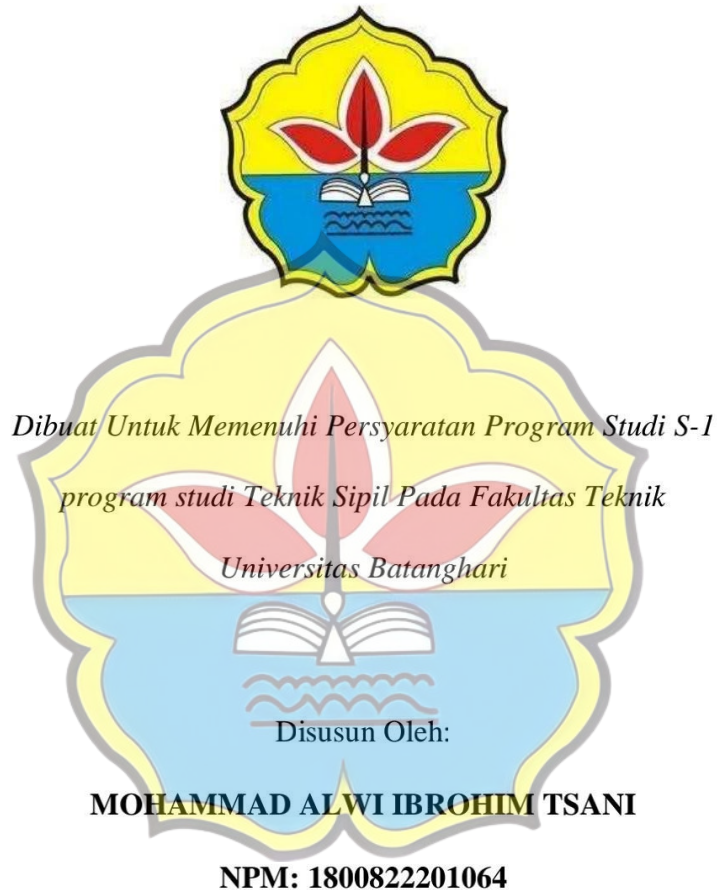 Dibuat Untuk Memenuhi Persyaratan Program Studi S-1
program studi Teknik Sipil Pada Fakultas Teknik
Universitas Batanghari
Disusun Oleh:
MOHAMMAD ALWI IBROHIM TSANI
NPM: 1800822201064